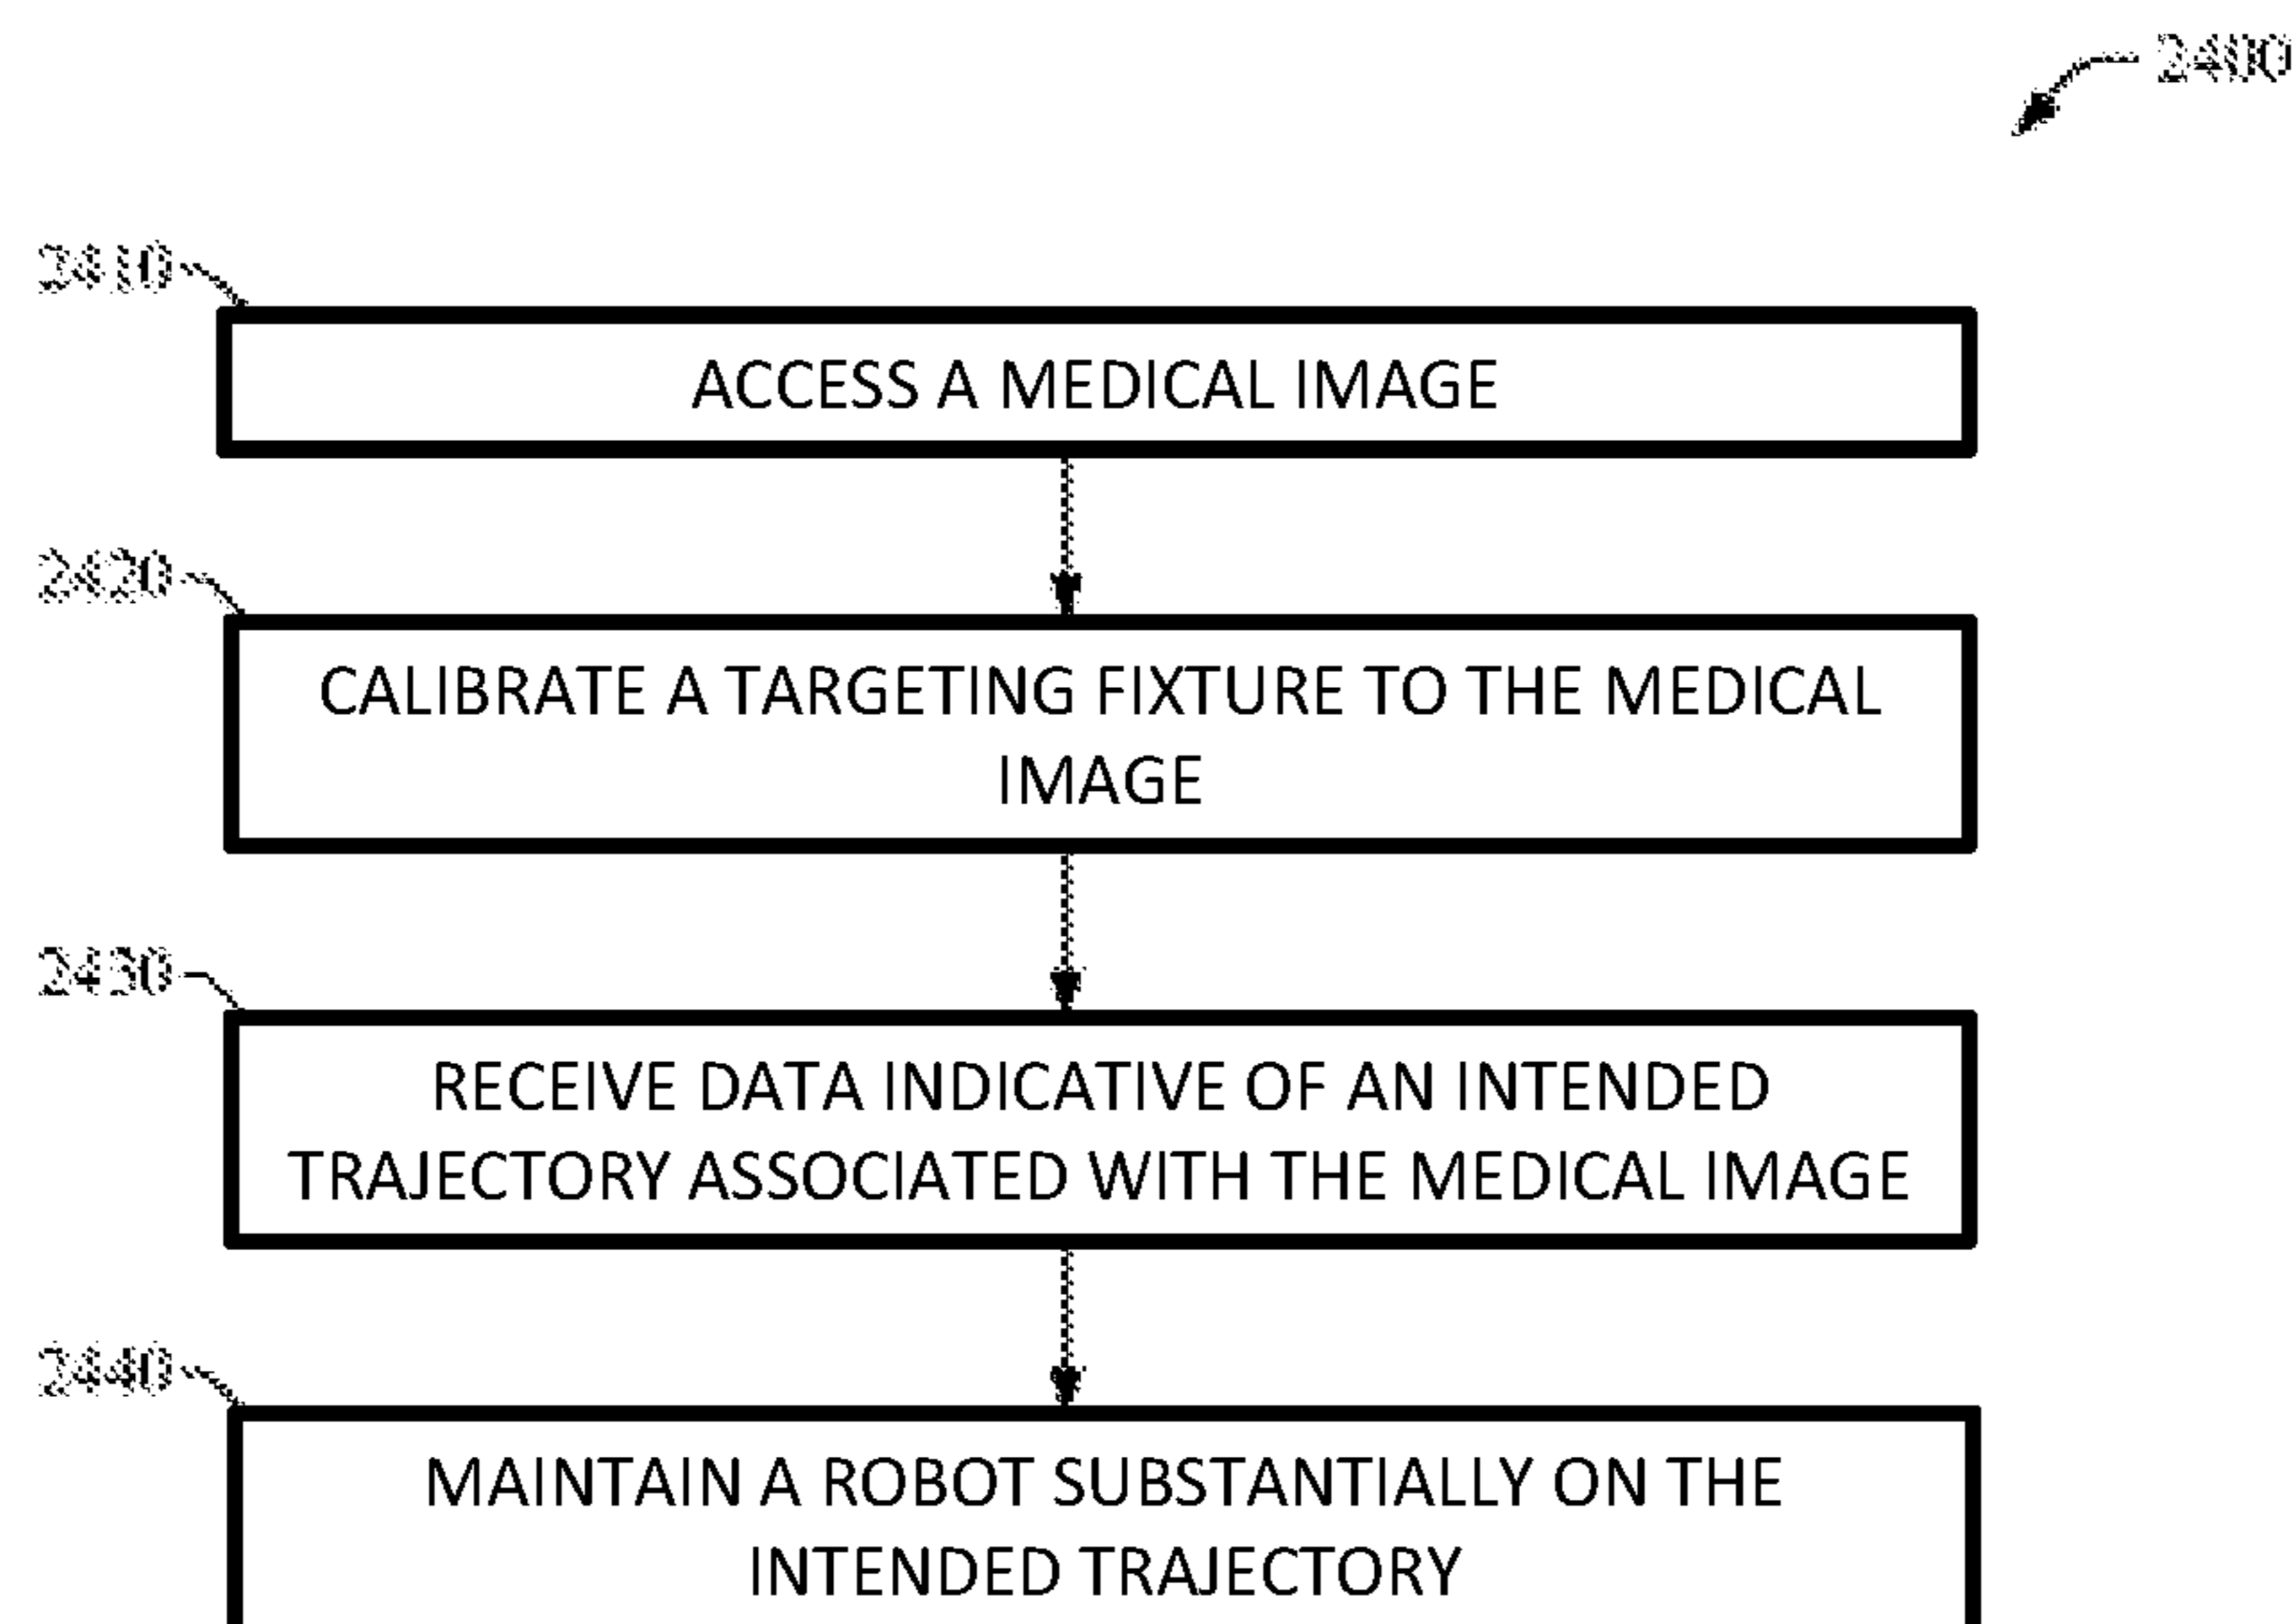 2400
2410
ACCESS A MEDICAL IMAGE
2420
CALIBRATE A TARGETING FIXTURE TO THE MEDICAL
IMAGE
2430
RECEIVE DATA INDICATIVE OF AN INTENDED
TRAJECTORY ASSOCIATED WITH THE MEDICAL IMAGE
2440
MAINTAIN A ROBOT SUBSTANTIALLY ON THE
INTENDED TRAJECTORY